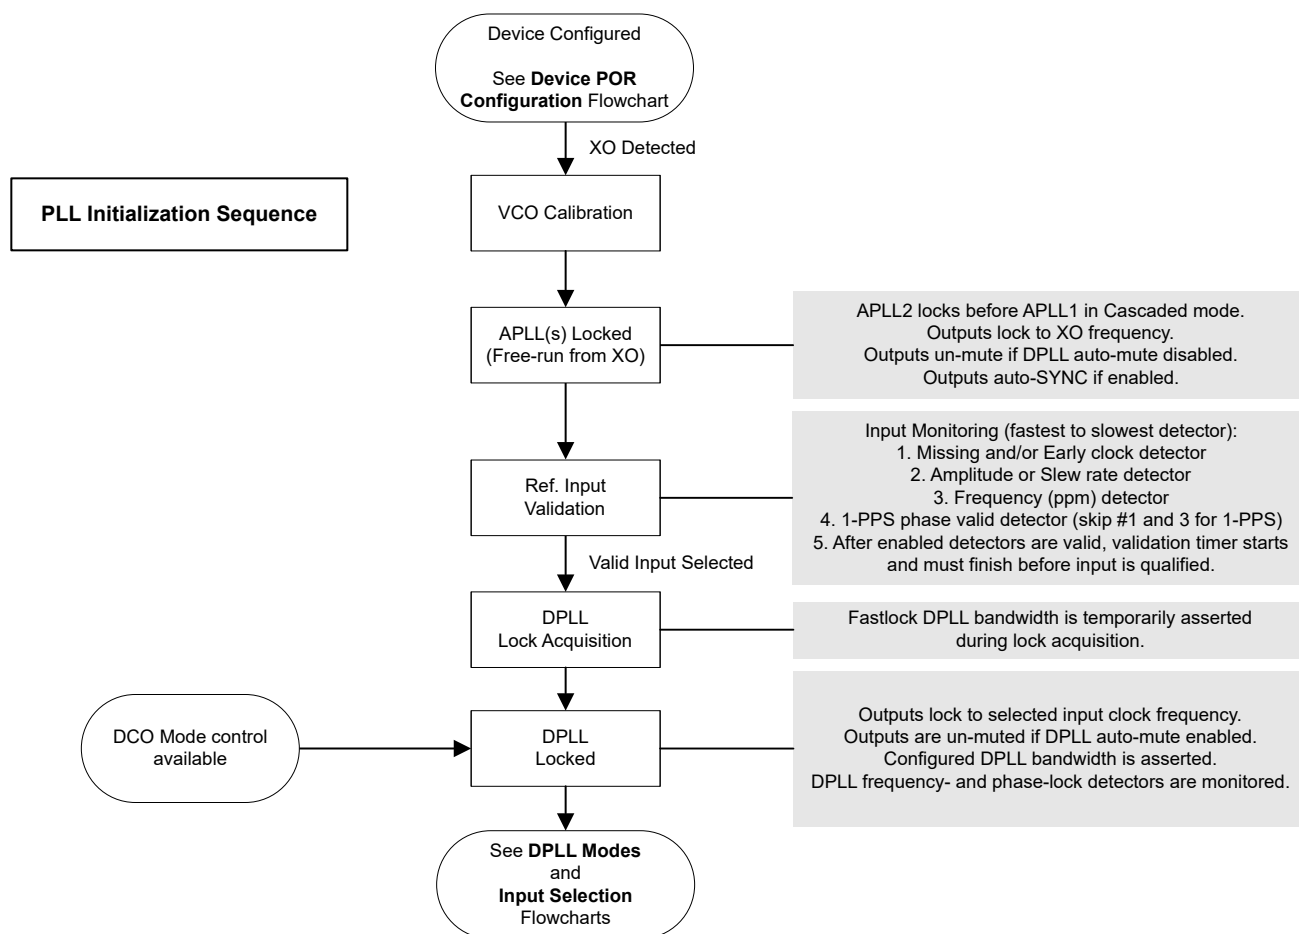 Device Configured
See Device POR
Configuration Flowchart
XO Detected
PLL Initialization Sequence
VCO Calibration
APLL(s) Locked
(Free-run from XO)
APLL2 locks before APLL1 in Cascaded mode.
Outputs lock to XO frequency.
Outputs un-mute if DPLL auto-mute disabled.
Outputs auto-SYNC if enabled.
Ref. Input
Validation
Input Monitoring (fastest to slowest detector):
1. Missing and/or Early clock detector
2. Amplitude or Slew rate detector
3. Frequency (ppm) detector
4. 1-PPS phase valid detector (skip #1 and 3 for 1-PPS)
5. After enabled detectors are valid, validation timer starts
and must finish before input is qualified.
Valid Input Selected
DPLL
Lock Acquisition
Fastlock DPLL bandwidth is temporarily asserted
during lock acquisition.
DCO Mode control
available
DPLL
Locked
Outputs lock to selected input clock frequency.
Outputs are un-muted if DPLL auto-mute enabled.
Configured DPLL bandwidth is asserted.
DPLL frequency- and phase-lock detectors are monitored.
See DPLL Modes
and
Input Selection
Flowcharts